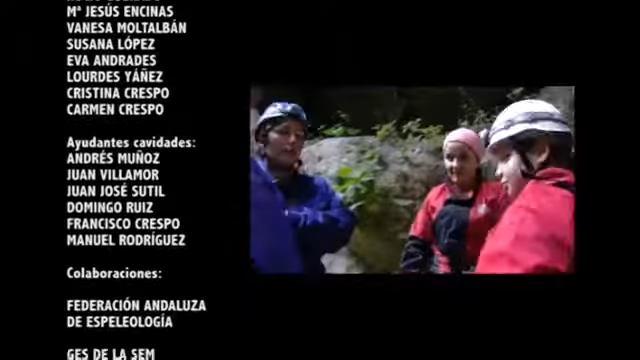 Mª JESÚS ENCINAS
VANESA MOLTALBÁN
SUSANA LÓPEZ
EVA ANDRADES
LOURDES YÁÑEZ
CRISTINA CRESPO
CARMEN CRESPO
Ayudantes cavidades:
ANDRÉS MUÑOZ
JUAN VILLAMOR
JUAN JOSÉ SUTIL
DOMINGO RUIZ
FRANCISCO CRESPO
MANUEL RODRÍGUEZ
Colaboraciones:
FEDERACIÓN ANDALUZA
DE ESPELEOLOGÍA
GES DE LA SEM